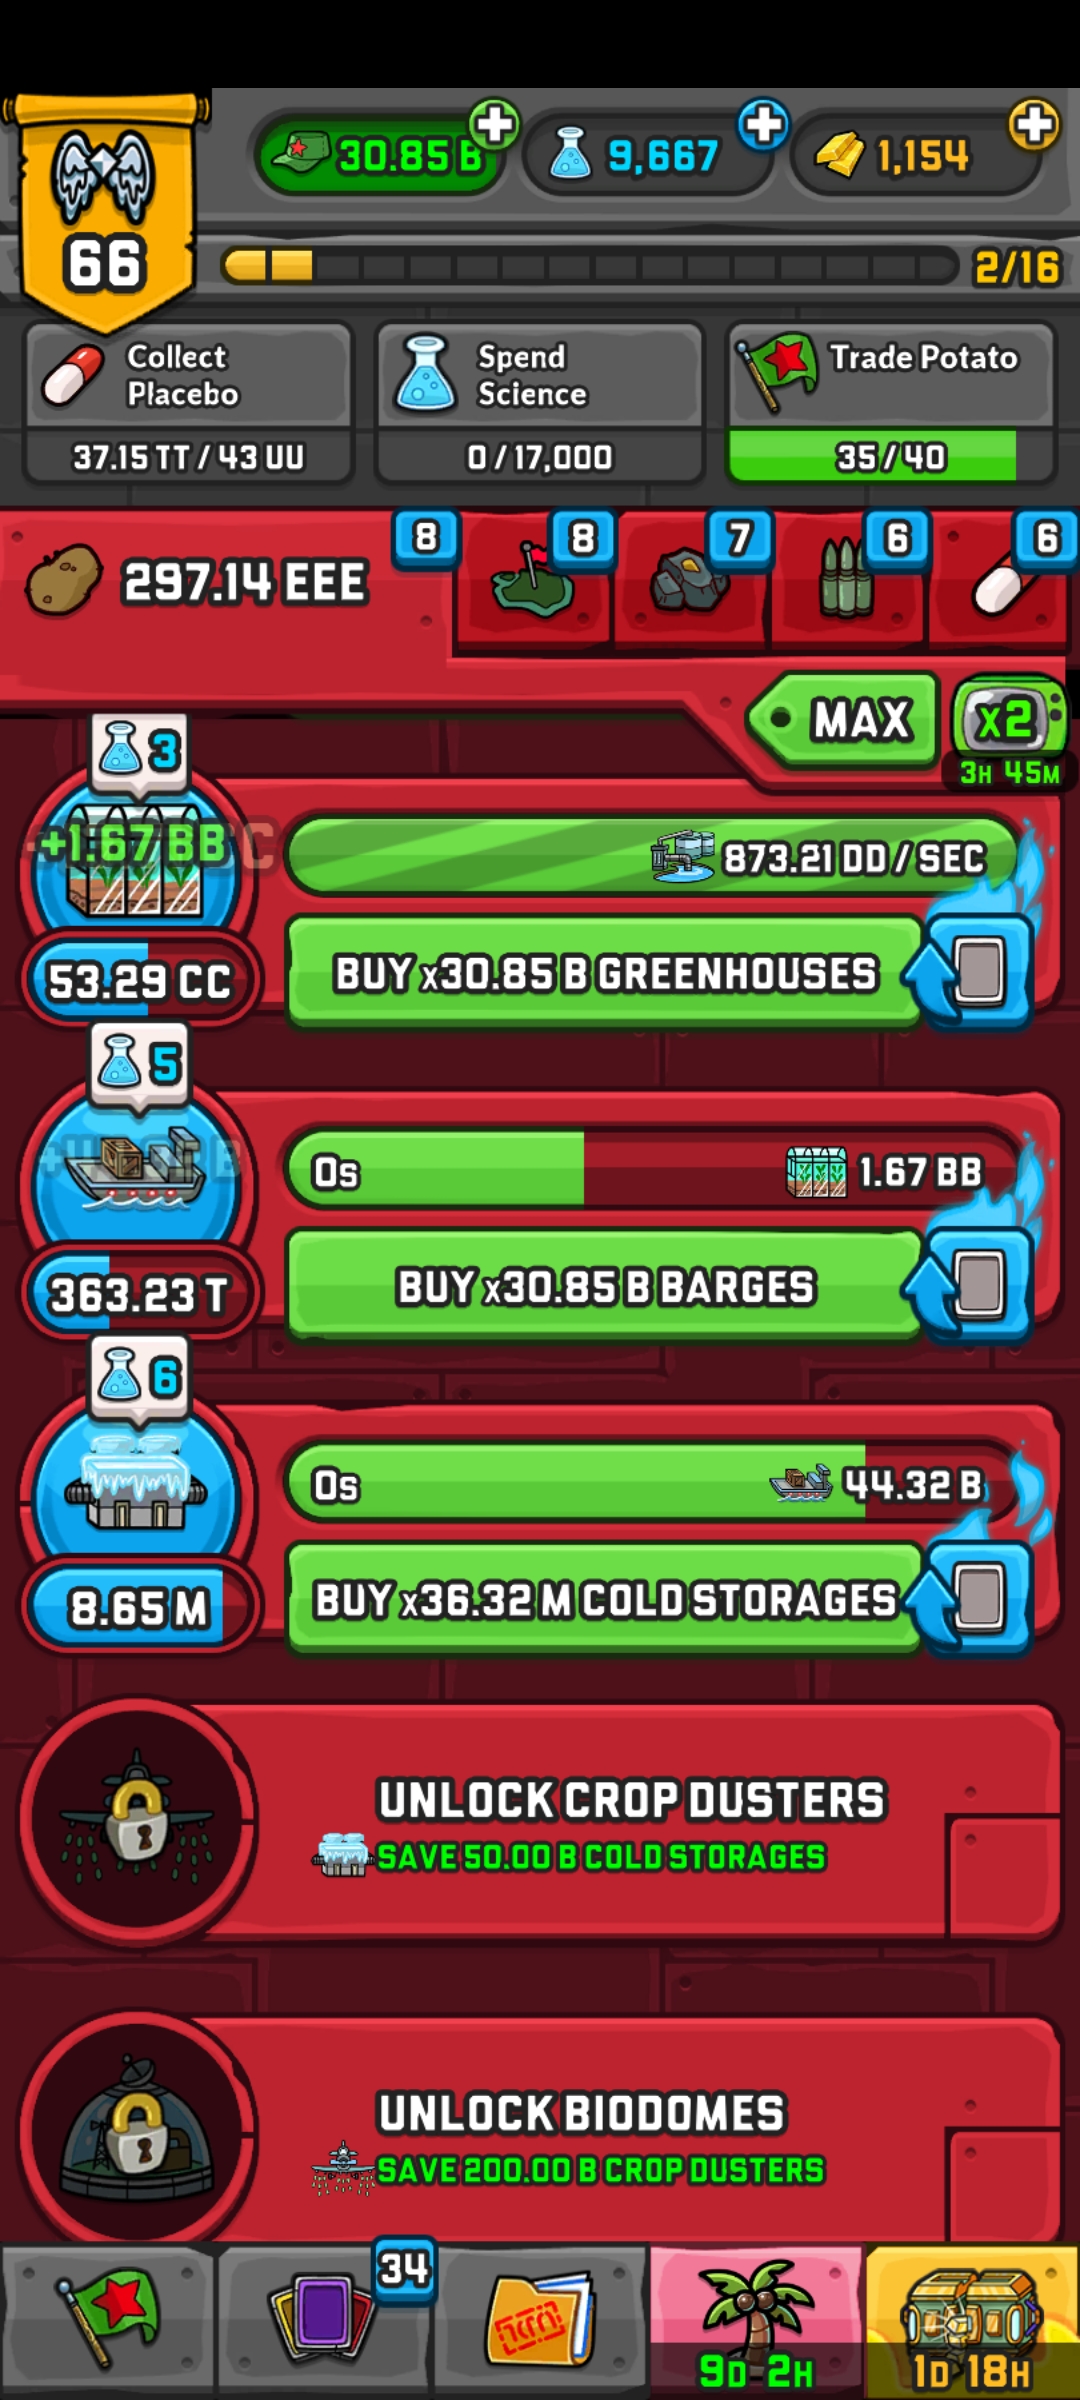 30.85 B
9,667
1,154
66
2/16
Collect
Placebo
37.15 TT / 43 UU
Spend
Science
0 / 17,000
Trade Potato
35 / 40
297.14 EEE
8
8
7
6
6
MAX
x2
3H 45M
3
+1.67 BB
873.21 DD / SEC
53.29 CC
BUY x30.85 B GREENHOUSES
5
0s
1.67 BB
363.23 T
BUY x30.85 B BARGES
6
0s
44.32 B
8.65 M
BUY x36.32 M COLD STORAGES
UNLOCK CROP DUSTERS
SAVE 50.00 B COLD STORAGES
UNLOCK BIODOMES
SAVE 200.00 B CROP DUSTERS
34
9D 2H
1D 18H